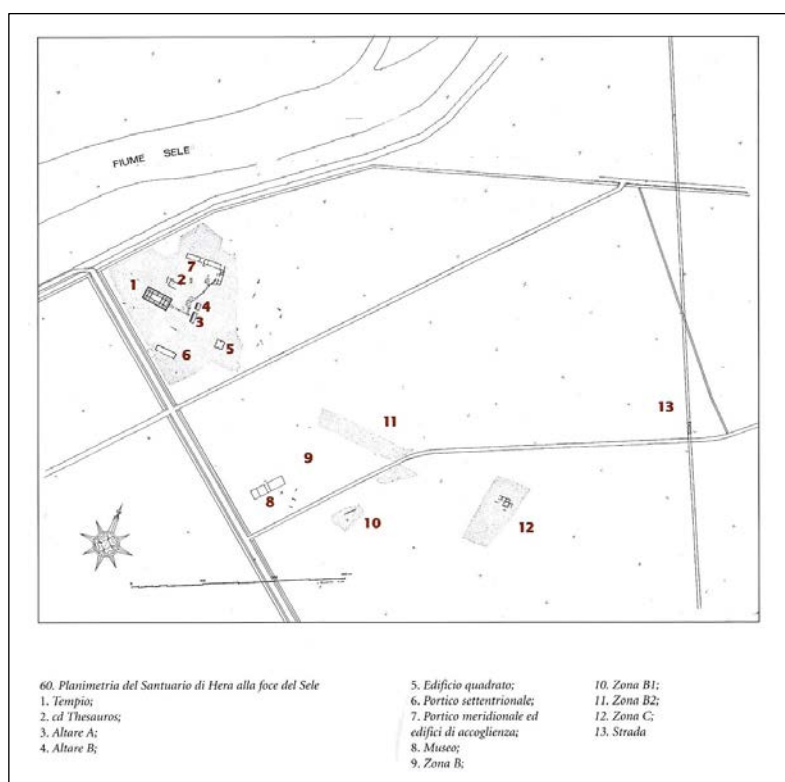 FIUME SELE
7
1
2
4
3
6
5
11
13
9
8
10
12
60. Planimetria del Santuario di Hera alla foce del Sele
1. Tempio;
2. cd Thesauros;
3. Altare A;
4. Altare B;
5. Edificio quadrato;
6. Portico settentrionale;
7. Portico meridionale ed
edifici di accoglienza;
8. Museo;
9. Zona B;
10. Zona B1;
11. Zona B2;
12. Zona C;
13. Strada